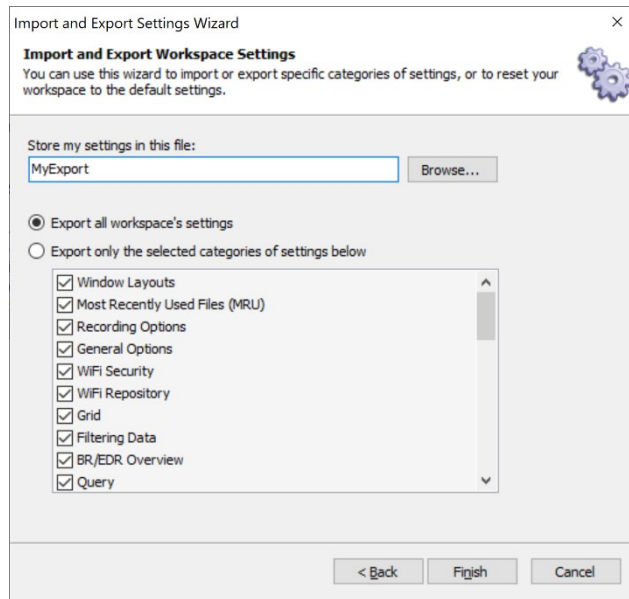 Import and Export Settings Wizard
Import and Export Workspace Settings
You can use this wizard to import or export specific categories of settings, or to reset your
workspace to the default settings.
Store my settings in this file:
MyExport
Browse...
Export all workspace's settings
Export only the selected categories of settings below
Window Layouts
Most Recently Used Files (MRU)
Recording Options
General Options
WiFi Security
WiFi Repository
Grid
Filtering Data
BR/EDR Overview
Query
< Back
Finish
Cancel